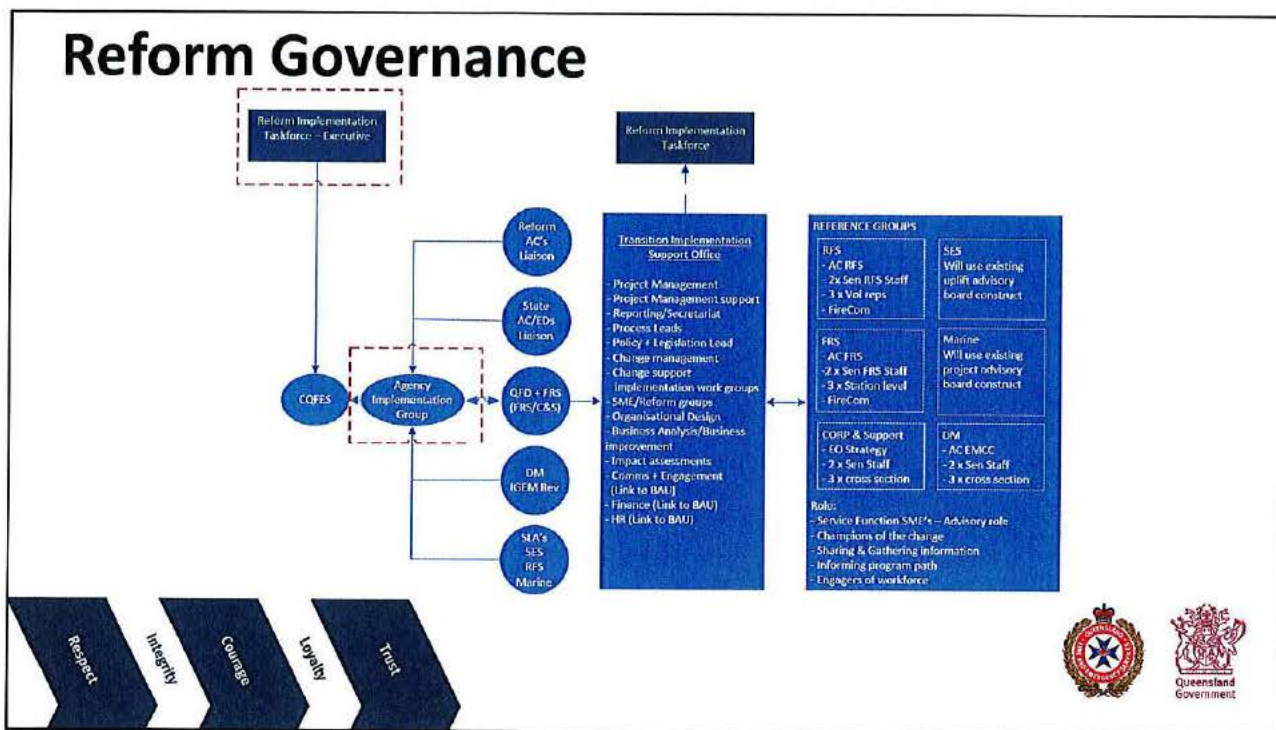 Reform Governance
Reform Implementation
Taskforce – Executive
Reform Implementation
Taskforce
Reform
AC's
Liaison
State
AC/EDs
Liaison
CQFES
Agency
Implementation
Group
QFD + FRS
(FRS/C&S)
DM
IGEM Rev
SLA's
SES
RFS
Marine
Transition Implementation
Support Office
- Project Management
- Project Management support
- Reporting/Secretariat
- Process Leads
- Policy + Legislation Lead
- Change management
- Change support
Implementation work groups
- SME/Reform groups
- Organisational Design
- Business Analysis/Business
improvement
- Impact assessments
- Comms + Engagement
(Link to BAU)
- Finance (Link to BAU)
- HR (Link to BAU)
REFERENCE GROUPS
RFS
- AC RFS
- 2x Sen RFS Staff
- 3 x Vol reps
- FireCom
SES
Will use existing
uplift advisory
board construct
FRS
- AC FRS
- 2 x Sen FRS Staff
- 3 x Station level
- FireCom
Marine
Will use existing
project advisory
board construct
CORP & Support
- ED Strategy
- 2 x Sen Staff
- 3 x cross section
DM
- AC EMCC
- 2 x Sen Staff
- 3 x cross section
Role:
- Service Function SME's – Advisory role
- Champions of the change
- Sharing & Gathering information
- Informing program path
- Engagers of workforce
Respect
Integrity
Courage
Loyalty
Trust
QUEENSLAND
FIRE AND EMERGENCY SERVICES
Queensland
Government